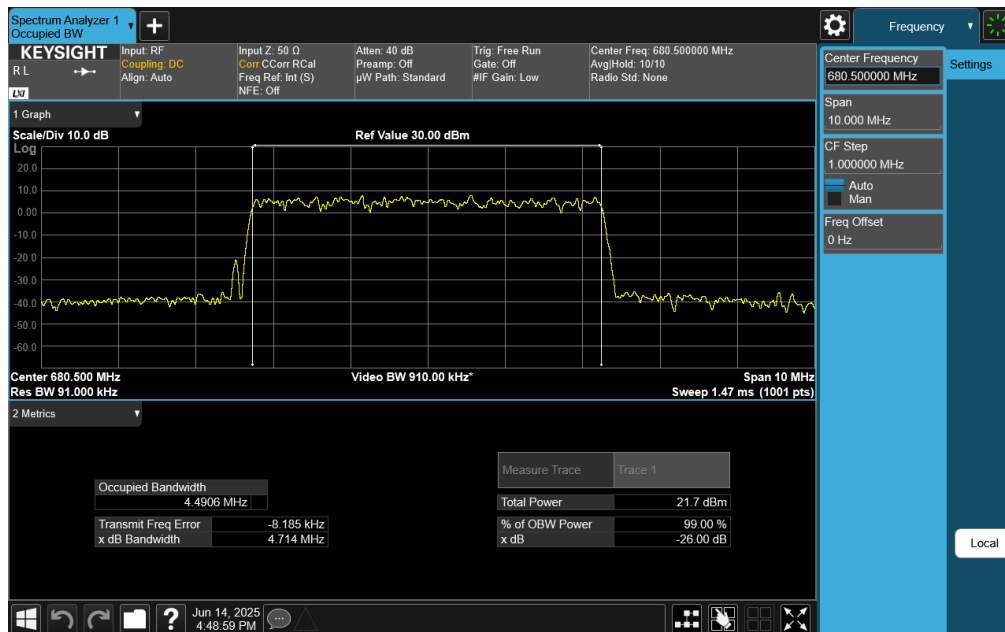 Spectrum Analyzer 1
Occupied BW
Frequency
KEYSIGHT
R L
LXI
Input: RF
Coupling: DC
Align: Auto
Input Z: 50 Ω
Corr CCorr RCal
Freq Ref: Int (S)
NFE: Off
Atten: 40 dB
Preamp: Off
µW Path: Standard
Trig: Free Run
Gate: Off
#IF Gain: Low
Center Freq: 680.500000 MHz
Avg|Hold: 10/10
Radio Std: None
Center Frequency
680.500000 MHz
Settings
Span
10.000 MHz
CF Step
1.000000 MHz
Auto
Man
Freq Offset
0 Hz
Local
1 Graph
Scale/Div 10.0 dB
Ref Value 30.00 dBm
Log
20.0
10.0
0.00
-10.0
-20.0
-30.0
-40.0
-50.0
-60.0
Center 680.500 MHz
Video BW 910.00 kHz*
Span 10 MHz
Res BW 91.000 kHz
Sweep 1.47 ms (1001 pts)
2 Metrics
Measure Trace
Trace 1
Occupied Bandwidth
4.4906 MHz
Total Power
21.7 dBm
Transmit Freq Error
-8.185 kHz
% of OBW Power
99.00 %
x dB Bandwidth
4.714 MHz
x dB
-26.00 dB
Jun 14, 2025
4:48:59 PM